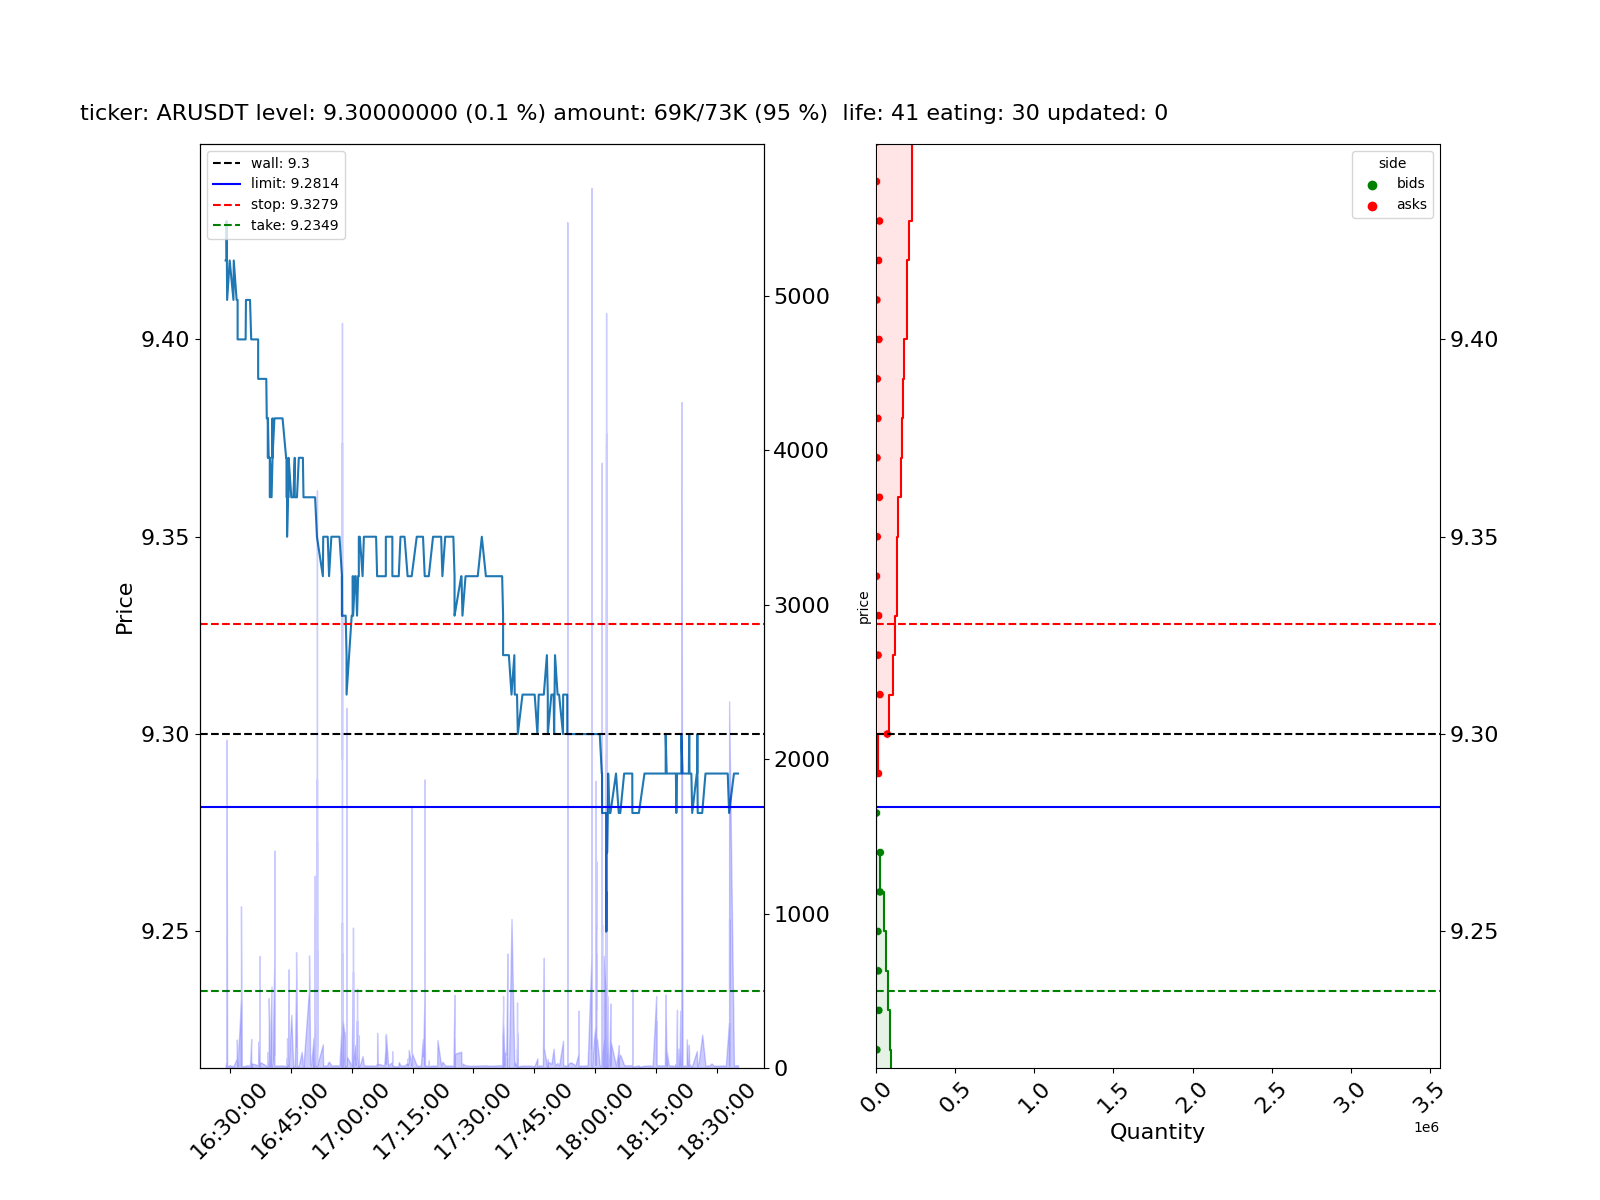 ticker: ARUSDT level: 9.30000000 (0.1 %) amount: 69K/73K (95 %)  life: 41 eating: 30 updated: 0
wall: 9.3
limit: 9.2814
stop: 9.3279
take: 9.2349
Price
9.40
9.35
9.30
9.25
5000
4000
3000
2000
1000
0
16:30:00
16:45:00
17:00:00
17:15:00
17:30:00
17:45:00
18:00:00
18:15:00
18:30:00
side
bids
asks
price
9.40
9.35
9.30
9.25
0.0
0.5
1.0
1.5
2.0
2.5
3.0
3.5
1e6
Quantity